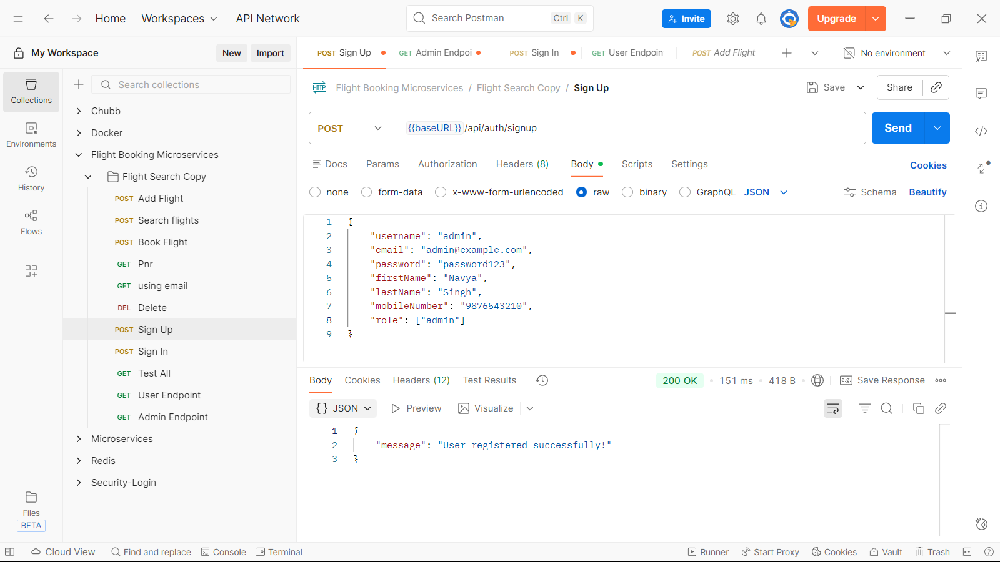 Home Workspaces API Network Search Postman Ctrl K Invite Upgrade
My Workspace New Import
POST Sign Up GET Admin Endpoi POST Sign In GET User Endpoin POST Add Flight No environment
Collections
Environments
History
Flows
Files
BETA
Search collections
Chubb
Docker
Flight Booking Microservices
Flight Search Copy
POST Add Flight
POST Search flights
POST Book Flight
GET Pnr
GET using email
DEL Delete
POST Sign Up
POST Sign In
GET Test All
GET User Endpoint
GET Admin Endpoint
Microservices
Redis
Security-Login
HTTP Flight Booking Microservices / Flight Search Copy / Sign Up Save Share
POST {{baseURL}} /api/auth/signup Send
Docs Params Authorization Headers (8) Body Scripts Settings Cookies
none form-data x-www-form-urlencoded raw binary GraphQL JSON Schema Beautify
1 {
2 "username": "admin",
3 "email": "admin@example.com",
4 "password": "password123",
5 "firstName": "Navya",
6 "lastName": "Singh",
7 "mobileNumber": "9876543210",
8 "role": ["admin"]
9 }
Body Cookies Headers (12) Test Results 200 OK 151 ms 418 B e.g. Save Response
{} JSON Preview Visualize
1 {
2 "message": "User registered successfully!"
3 }
Cloud View Find and replace Console Terminal Runner Start Proxy Cookies Vault Trash